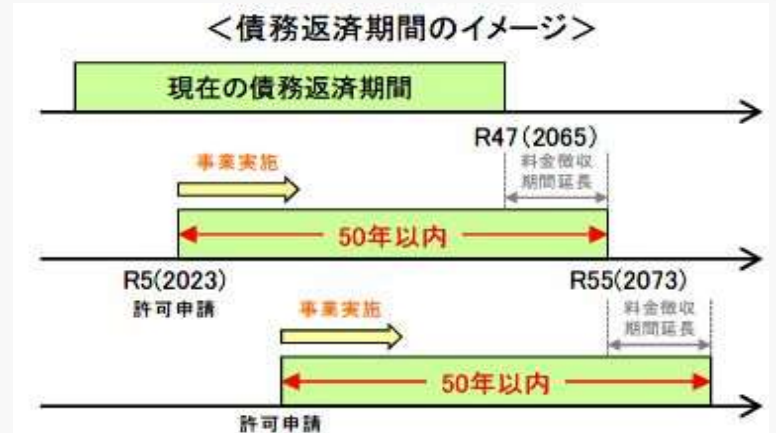 ＜債務返済期間のイメージ＞
現在の債務返済期間
R47(2065)
事業実施
料金徴収
期間延長
50年以内
R5(2023)
R55(2073)
許可申請
事業実施
料金徴収
期間延長
50年以内
許可申請